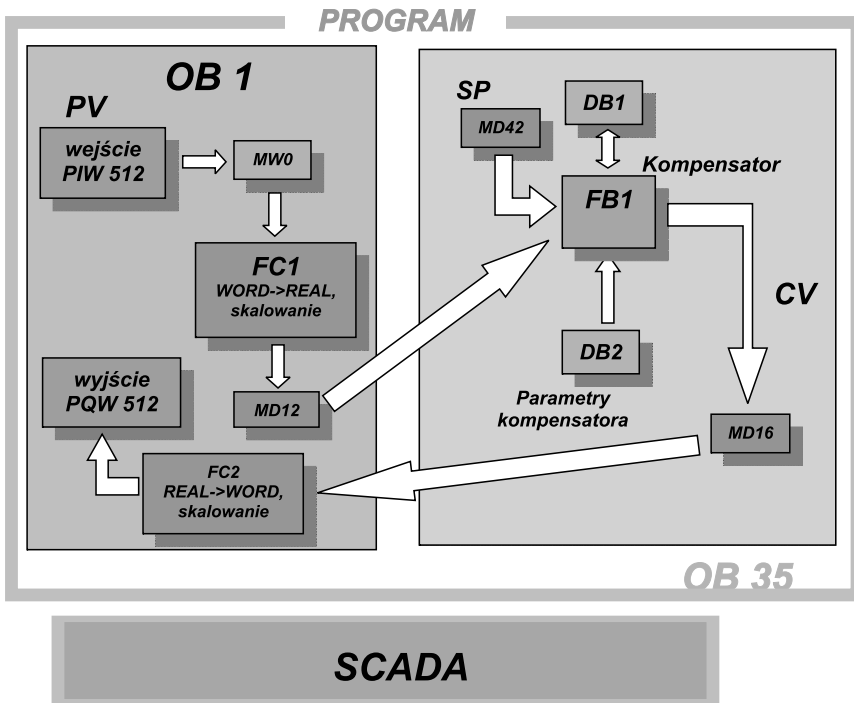 PROGRAM
OB 1
PV
wejście
PIW 512
MW0
FC1
WORD->REAL,
skalowanie
wyjście
PQW 512
MD12
FC2
REAL->WORD,
skalowanie
SP
MD42
DB1
Kompensator
FB1
CV
DB2
Parametry
kompensatora
MD16
OB 35
SCADA